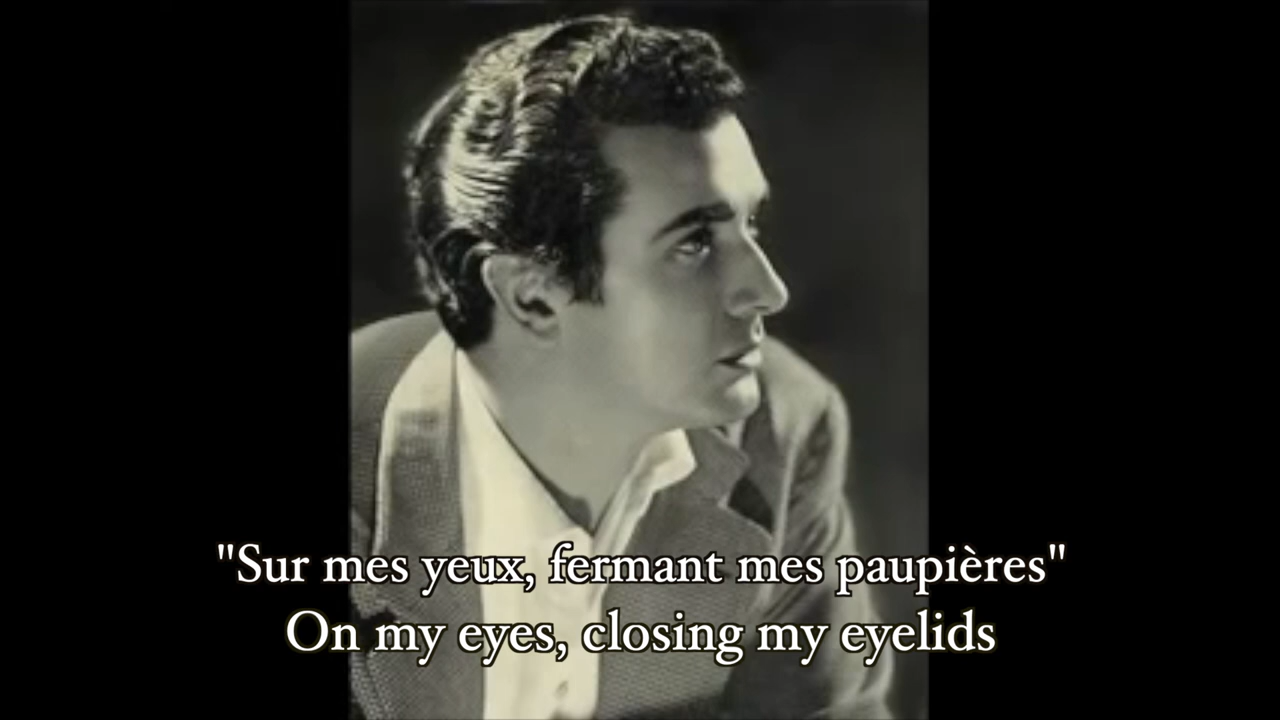 "Sur mes yeux, fermant mes paupières"
On my eyes, closing my eyelids